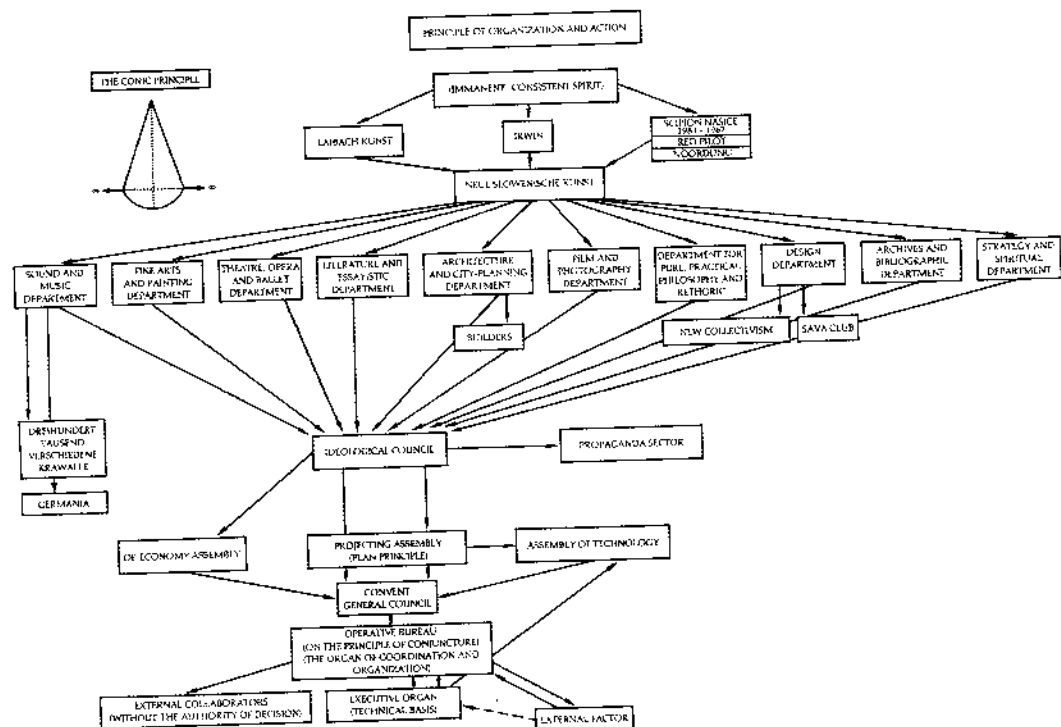 PRINCIPLE OF ORGANIZATION AND ACTION
THE CONIC PRINCIPLE
(IMMANENT, CONSISTENT SPIRIT)
LAIBACH KUNST
IRWIN
SCIPION NASICE
RED PILOT
NOORDUNG
NEUE SLOWENISCHE KUNST
SOUND AND
MUSIC
DEPARTMENT
FINE ARTS
AND PAINTING
DEPARTMENT
THEATRE, OPERA
AND BALLET
DEPARTMENT
LITERATURE AND
ESSAYISTIC
DEPARTMENT
ARCHITECTURE
AND CITY-PLANNING
DEPARTMENT
FILM AND
PHOTOGRAPHY
DEPARTMENT
DEPARTMENT FOR
PURE, PRACTICAL
PHILOSOPHY AND
RETHORIC
DESIGN
DEPARTMENT
ARCHIVES AND
BIBLIOGRAPHIC
DEPARTMENT
STRATEGY AND
SPIRITUAL
DEPARTMENT
BUILDERS
NEW COLLECTIVISM
SAVA CLUB
DREIHUNDERT
TAUSEND
VERSCHIEDENE
KRAWALLE
GERMANIA
IDEOLOGICAL COUNCIL
PROPAGANDA SECTOR
ECONOMY ASSEMBLY
PROJECTING ASSEMBLY
(PLAN PRINCIPLE)
ASSEMBLY OF TECHNOLOGY
CONVENT
GENERAL COUNCIL
OPERATIVE BUREAU
(ON THE PRINCIPLE OF CONJUNCTURE)
(THE ORGAN OF COORDINATION AND
ORGANIZATION)
EXTERNAL COLLABORATORS
(WITHOUT THE AUTHORITY OF DECISION)
EXECUTIVE ORGAN
(TECHNICAL BASIS)
FACTOR